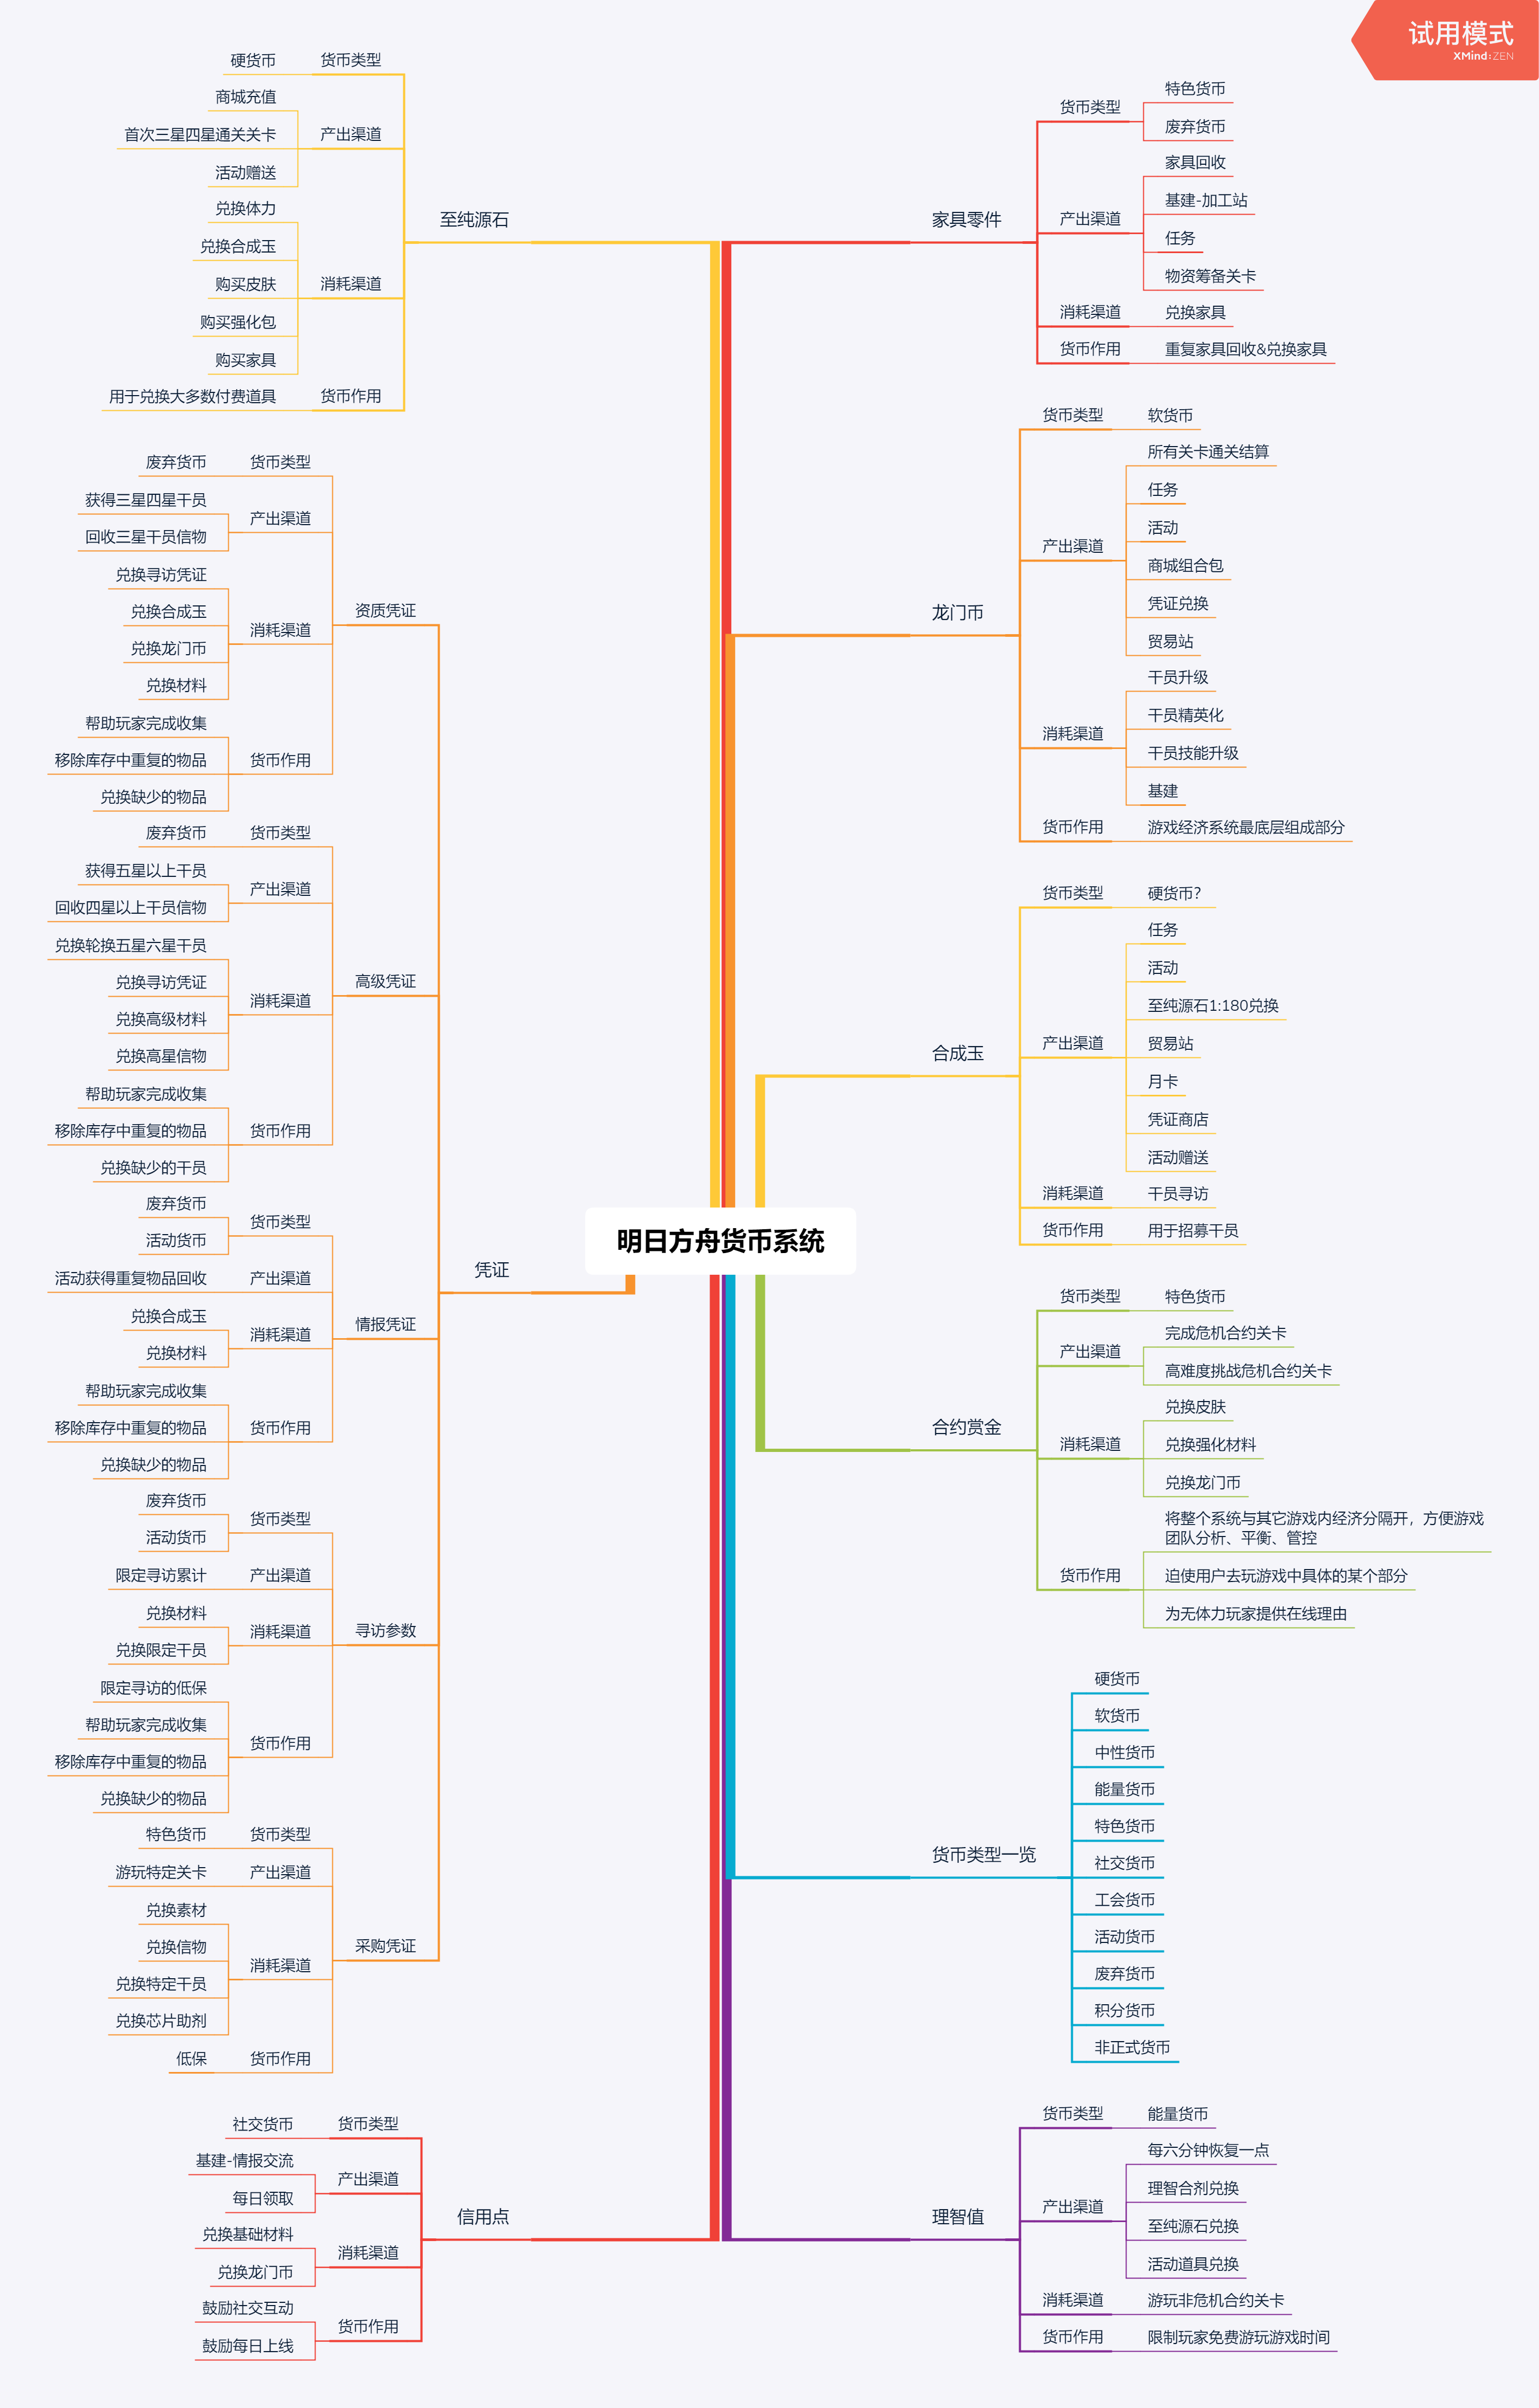 试用模式
XMind:ZEN
明日方舟货币系统
家具零件
货币类型
特色货币
废弃货币
产出渠道
家具回收
基建-加工站
任务
物资筹备关卡
消耗渠道
兑换家具
货币作用
重复家具回收&兑换家具
龙门币
货币类型
软货币
产出渠道
所有关卡通关结算
任务
活动
商城组合包
凭证兑换
贸易站
消耗渠道
干员升级
干员精英化
干员技能升级
基建
货币作用
游戏经济系统最底层组成部分
合成玉
货币类型
硬货币?
产出渠道
任务
活动
至纯源石1:180兑换
贸易站
月卡
凭证商店
活动赠送
消耗渠道
干员寻访
货币作用
用于招募干员
合约赏金
货币类型
特色货币
产出渠道
完成危机合约关卡
高难度挑战危机合约关卡
消耗渠道
兑换皮肤
兑换强化材料
兑换龙门币
货币作用
将整个系统与其它游戏内经济分隔开，方便游戏
团队分析、平衡、管控
迫使用户去玩游戏中具体的某个部分
为无体力玩家提供在线理由
货币类型一览
硬货币
软货币
中性货币
能量货币
特色货币
社交货币
工会货币
活动货币
废弃货币
积分货币
非正式货币
理智值
货币类型
能量货币
产出渠道
每六分钟恢复一点
理智合剂兑换
至纯源石兑换
活动道具兑换
消耗渠道
游玩非危机合约关卡
货币作用
限制玩家免费游玩游戏时间
至纯源石
货币类型
硬货币
产出渠道
商城充值
首次三星四星通关关卡
活动赠送
消耗渠道
兑换体力
兑换合成玉
购买皮肤
购买强化包
购买家具
货币作用
用于兑换大多数付费道具
凭证
资质凭证
货币类型
废弃货币
产出渠道
获得三星四星干员
回收三星干员信物
消耗渠道
兑换寻访凭证
兑换合成玉
兑换龙门币
兑换材料
货币作用
帮助玩家完成收集
移除库存中重复的物品
兑换缺少的物品
高级凭证
货币类型
废弃货币
产出渠道
获得五星以上干员
回收四星以上干员信物
消耗渠道
兑换轮换五星六星干员
兑换寻访凭证
兑换高级材料
兑换高星信物
货币作用
帮助玩家完成收集
移除库存中重复的物品
兑换缺少的干员
情报凭证
货币类型
废弃货币
活动货币
产出渠道
活动获得重复物品回收
消耗渠道
兑换合成玉
兑换材料
货币作用
帮助玩家完成收集
移除库存中重复的物品
兑换缺少的物品
寻访参数
货币类型
废弃货币
活动货币
产出渠道
限定寻访累计
消耗渠道
兑换材料
兑换限定干员
货币作用
限定寻访的低保
帮助玩家完成收集
移除库存中重复的物品
兑换缺少的物品
采购凭证
货币类型
特色货币
产出渠道
游玩特定关卡
消耗渠道
兑换素材
兑换信物
兑换特定干员
兑换芯片助剂
货币作用
低保
信用点
货币类型
社交货币
产出渠道
基建-情报交流
每日领取
消耗渠道
兑换基础材料
兑换龙门币
货币作用
鼓励社交互动
鼓励每日上线